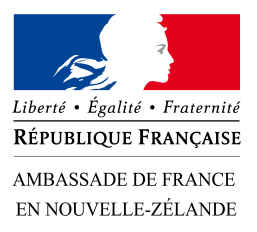 Liberté • Égalité • Fraternité
RÉPUBLIQUE FRANÇAISE
AMBASSADE DE FRANCE
EN NOUVELLE-ZÉLANDE